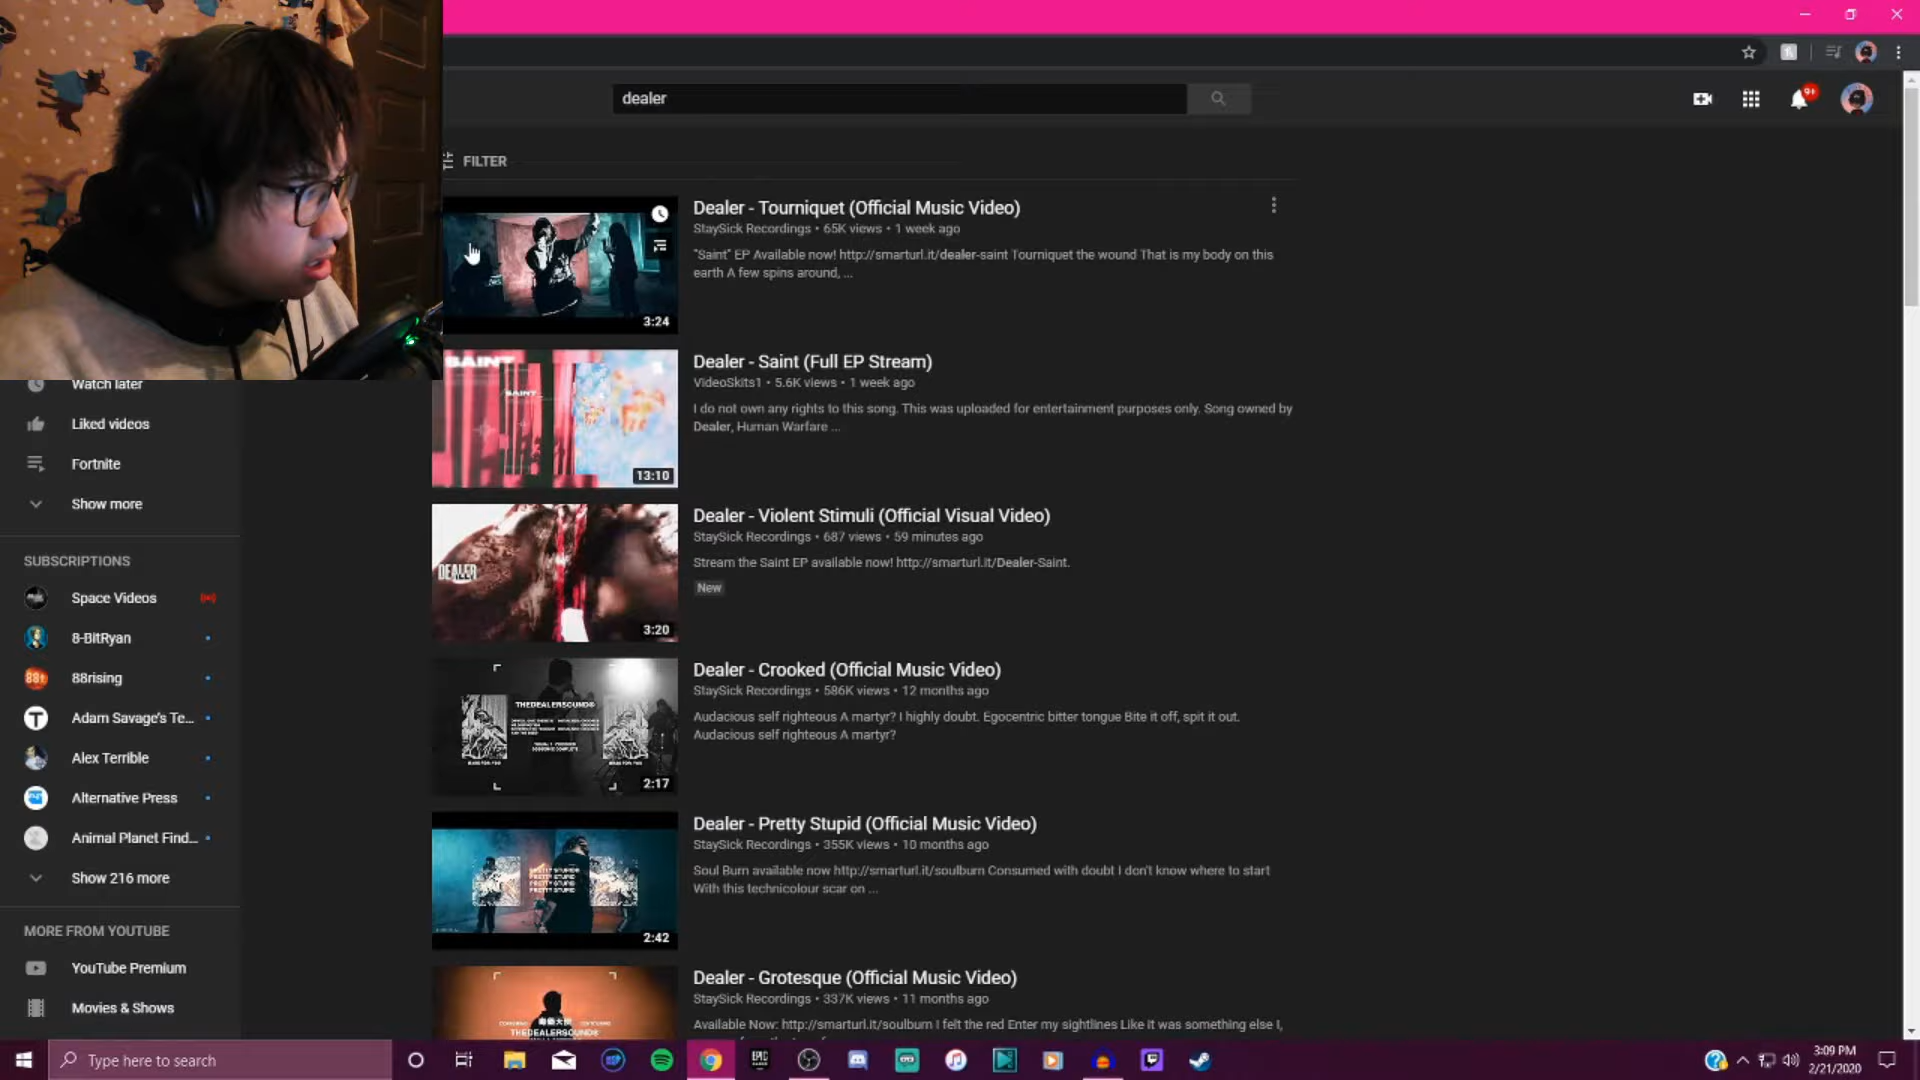 dealer
9+
FILTER
Dealer - Tourniquet (Official Music Video)
StaySick Recordings • 65K views • 1 week ago
"Saint" EP Available now! http://smarturl.it/dealer-saint Tourniquet the wound That is my body on this
earth A few spins around, ...
3:24
SAINT
SAINT
Dealer - Saint (Full EP Stream)
VideoSkits1 • 5.6K views • 1 week ago
I do not own any rights to this song. This was uploaded for entertainment purposes only. Song owned by
Dealer, Human Warfare ...
13:10
Dealer - Violent Stimuli (Official Visual Video)
StaySick Recordings • 687 views • 59 minutes ago
Stream the Saint EP available now! http://smarturl.it/Dealer-Saint.
New
DEALER
3:20
Dealer - Crooked (Official Music Video)
StaySick Recordings • 586K views • 12 months ago
Audacious self righteous A martyr? I highly doubt. Egocentric bitter tongue Bite it off, spit it out.
Audacious self righteous A martyr?
THEDEALERSOUND®
2:17
Dealer - Pretty Stupid (Official Music Video)
StaySick Recordings • 355K views • 10 months ago
Soul Burn available now http://smarturl.it/soulburn Consumed with doubt I don't know where to start
With this technicolour scar on ...
2:42
Dealer - Grotesque (Official Music Video)
StaySick Recordings • 337K views • 11 months ago
Available Now: http://smarturl.it/soulburn I felt the red Enter my sightlines Like it was something else I,
THEDEALERSOUND®
Watch later
Liked videos
Fortnite
Show more
SUBSCRIPTIONS
Space Videos
8-BitRyan
88rising
Adam Savage's Te...
Alex Terrible
Alternative Press
Animal Planet Find...
Show 216 more
MORE FROM YOUTUBE
YouTube Premium
Movies & Shows
Type here to search
EPIC
3:09 PM
2/21/2020